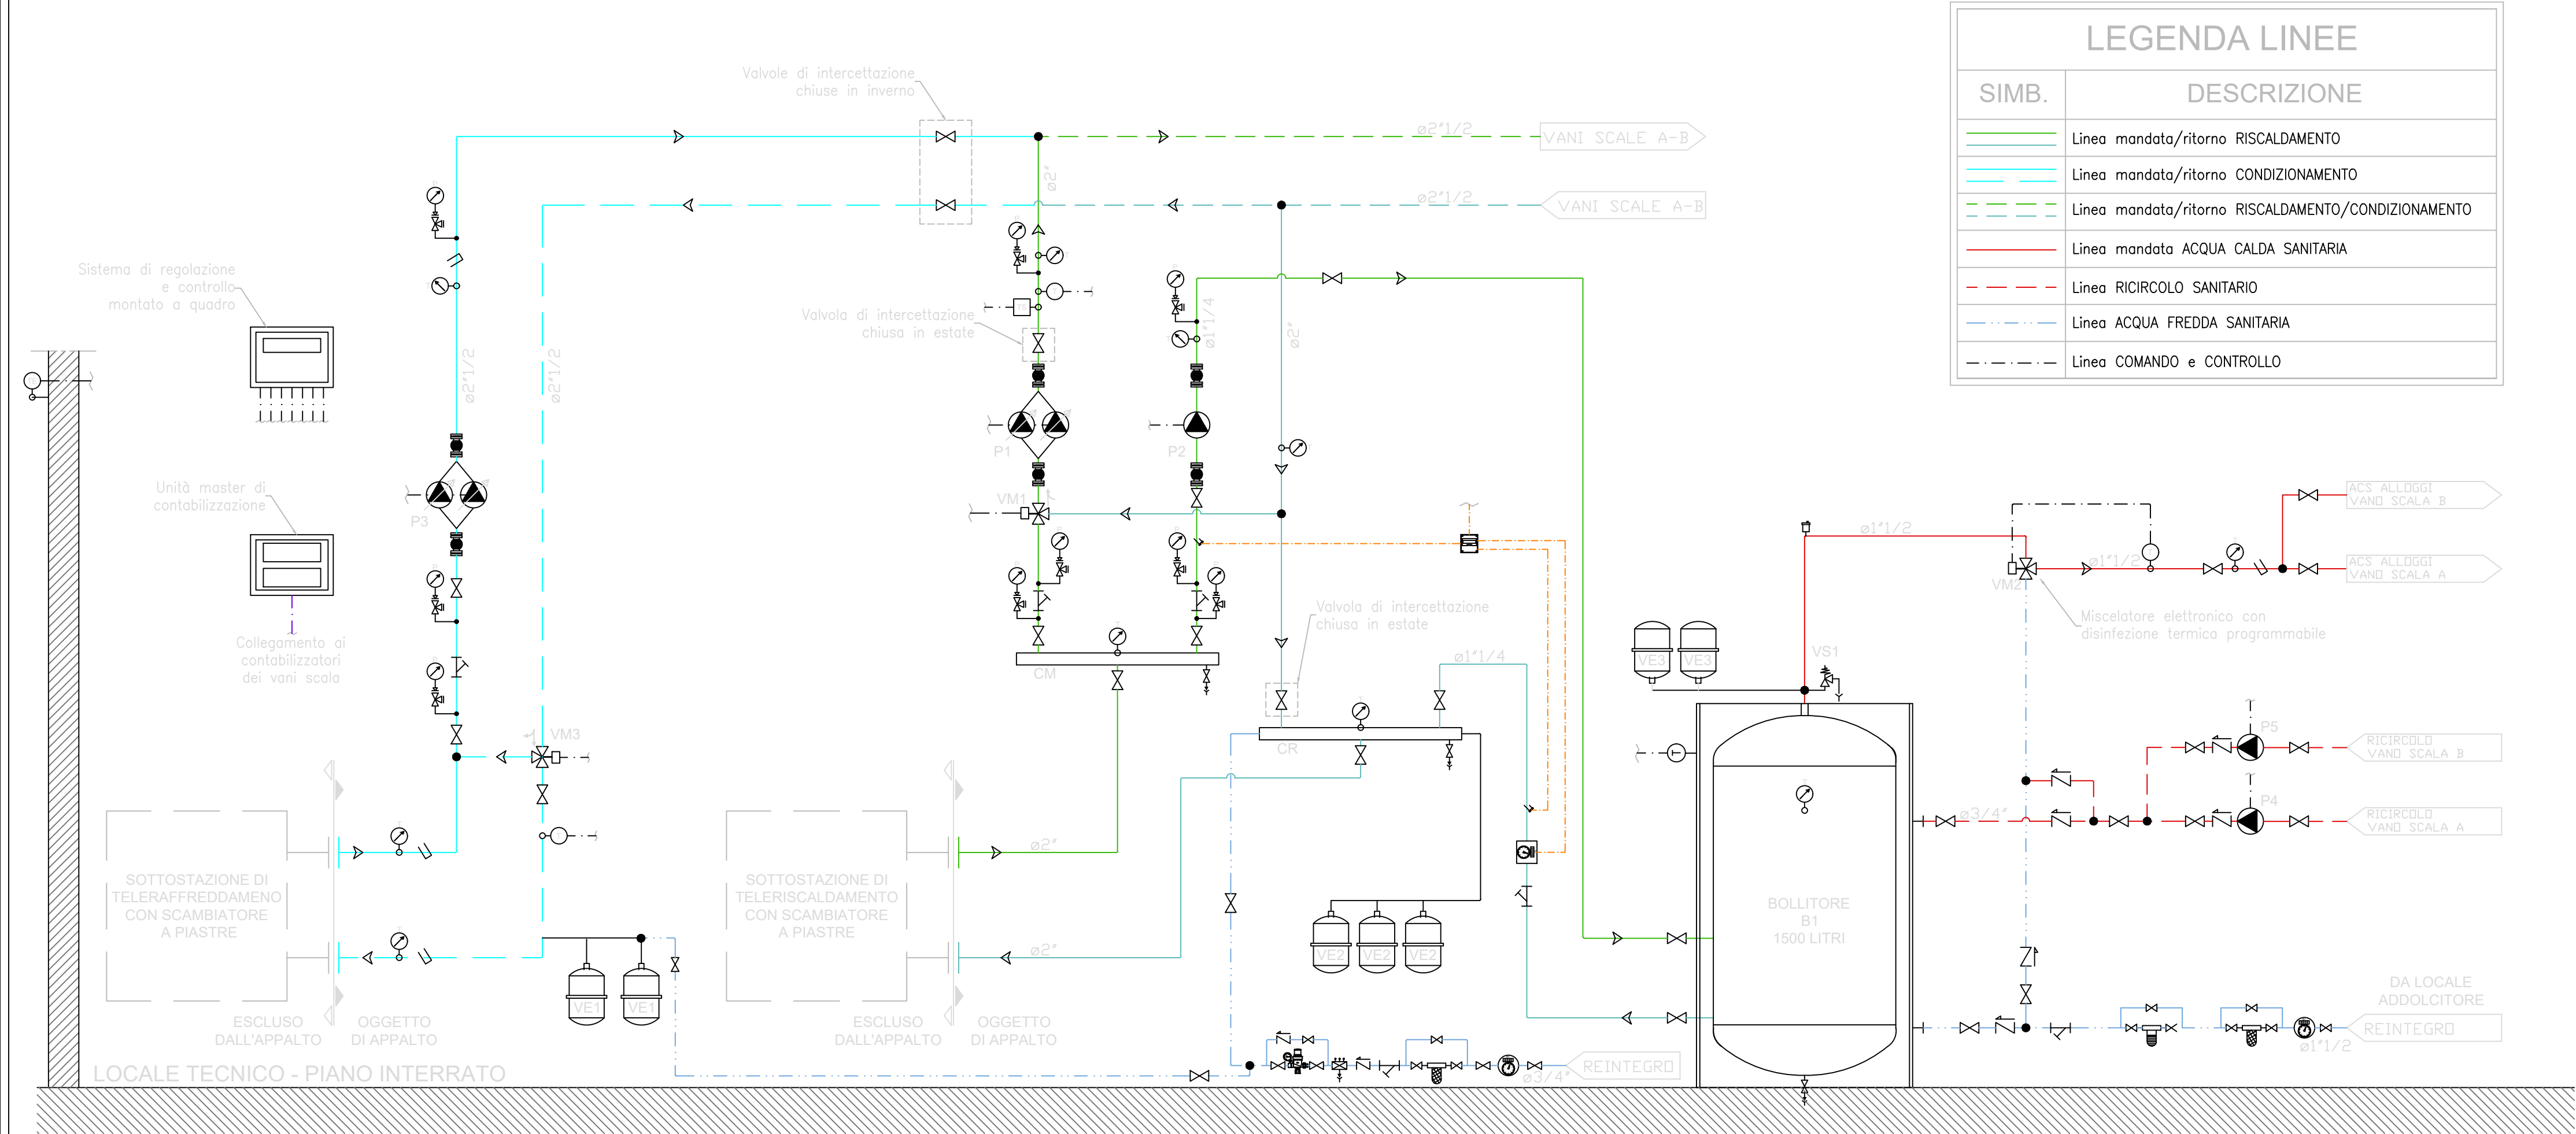 LEGENDA LINEE
SIMB.
DESCRIZIONE
Linea mandata/ritorno RISCALDAMENTO
Linea mandata/ritorno CONDIZIONAMENTO
Linea mandata/ritorno RISCALDAMENTO/CONDIZIONAMENTO
Linea mandata ACQUA CALDA SANITARIA
Linea RICIRCOLO SANITARIO
Linea ACQUA FREDDA SANITARIA
Linea COMANDO e CONTROLLO
Valvole di intercettazione
chiuse in inverno
ø2"1/2
VANI SCALE A-B
ø2"1/2
VANI SCALE A-B
ø2"
Sistema di regolazione
e controllo
montato a quadro
Valvola di intercettazione
chiusa in estate
ø1"1/4
ø2"
ø2"1/2
ø2"1/2
P1
P2
P3
VM1
Unità master di
contabilizzazione
Collegamento ai
contabilizzatori
dei vani scala
ACS ALLOGGI
VANO SCALA B
ø1"1/2
ø1"1/2
ACS ALLOGGI
VANO SCALA A
VM2
Miscelatore elettronico con
disinfezione termica programmabile
Valvola di intercettazione
chiusa in estate
CM
ø1"1/4
VE3
VE3
VS1
VM3
CR
P5
RICIRCOLO
VANO SCALA B
P4
RICIRCOLO
VANO SCALA A
ø3/4"
ø2"
ø2"
SOTTOSTAZIONE DI
TELERAFFREDDAMENO
CON SCAMBIATORE
A PIASTRE
SOTTOSTAZIONE DI
TELERISCALDAMENTO
CON SCAMBIATORE
A PIASTRE
BOLLITORE
B1
1500 LITRI
VE2
VE2
VE2
VE1
VE1
ESCLUSO
DALL'APPALTO
OGGETTO
DI APPALTO
ESCLUSO
DALL'APPALTO
OGGETTO
DI APPALTO
DA LOCALE
ADDOLCITORE
REINTEGRO
ø1"1/2
REINTEGRO
ø3/4"
LOCALE TECNICO - PIANO INTERRATO